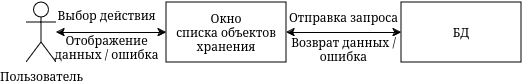 Выбор действия
Отображение
данных / ошибка
Пользователь
Окно
списка объектов
хранения
Отправка запроса
Возврат данных /
ошибка
БД